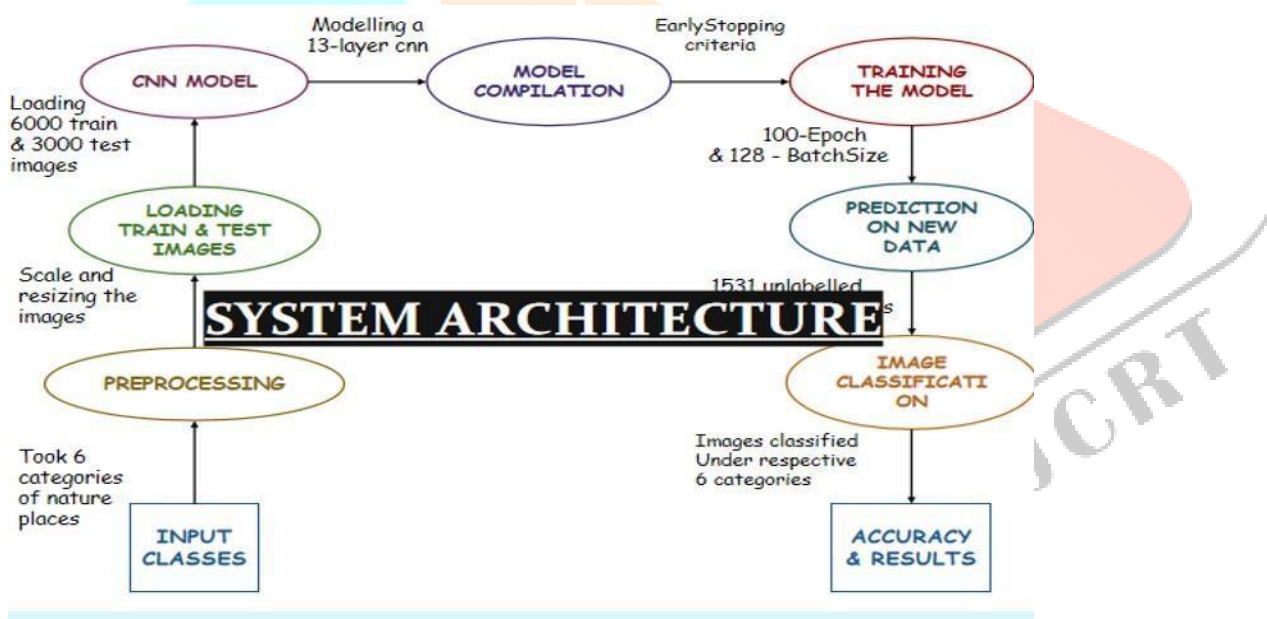 Modelling a
13-layer cnn
EarlyStopping
criteria
CNN MODEL
MODEL
COMPILATION
TRAINING
THE MODEL
Loading
6000 train
& 3000 test
images
100-Epoch
& 128 - BatchSize
LOADING
TRAIN & TEST
IMAGES
PREDICTION
ON NEW
DATA
Scale and
resizing the
images
1531 unlabelled
SYSTEM ARCHITECTURE
PREPROCESSING
IMAGE
CLASSIFICATI
ON
Took 6
categories
of nature
places
Images classified
Under respective
6 categories
INPUT
CLASSES
ACCURACY
& RESULTS
IJCRT